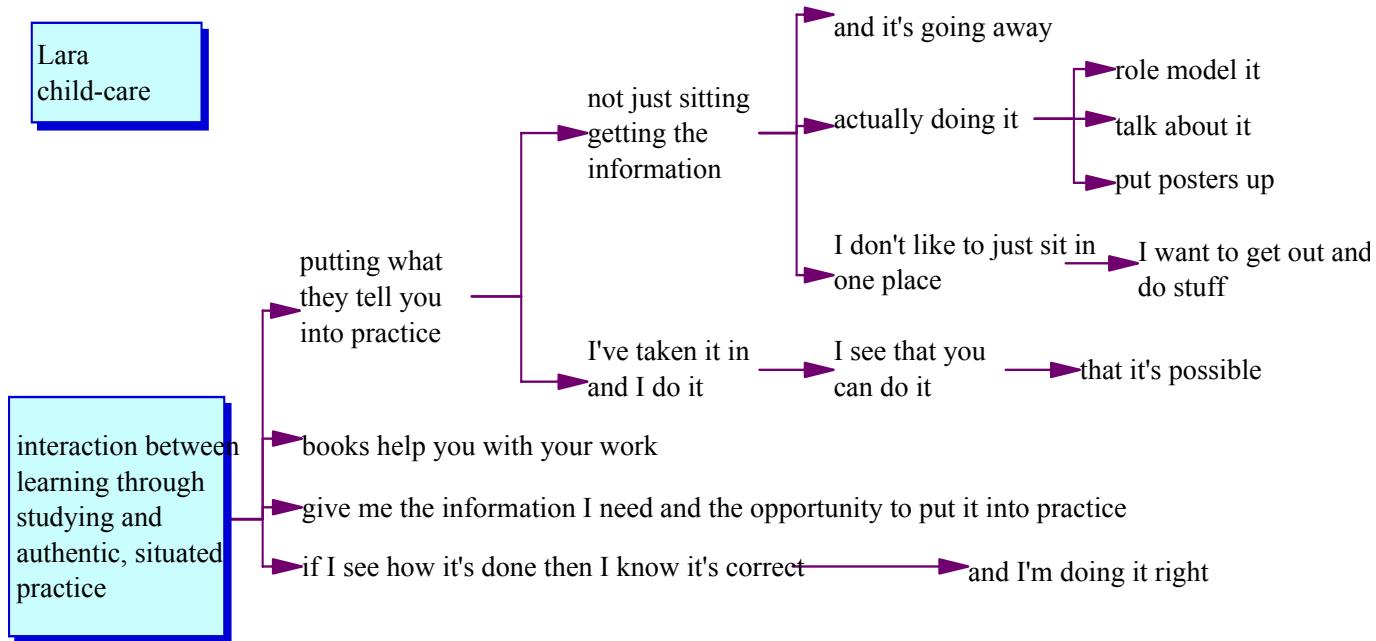 Lara
child-care
and it's going away
role model it
not just sitting
getting the
information
actually doing it
talk about it
put posters up
I don't like to just sit in
one place
I want to get out and
do stuff
putting what
they tell you
into practice
I've taken it in
and I do it
I see that you
can do it
that it's possible
interaction between
learning through
studying and
authentic, situated
practice
books help you with your work
give me the information I need and the opportunity to put it into practice
if I see how it's done then I know it's correct
and I'm doing it right